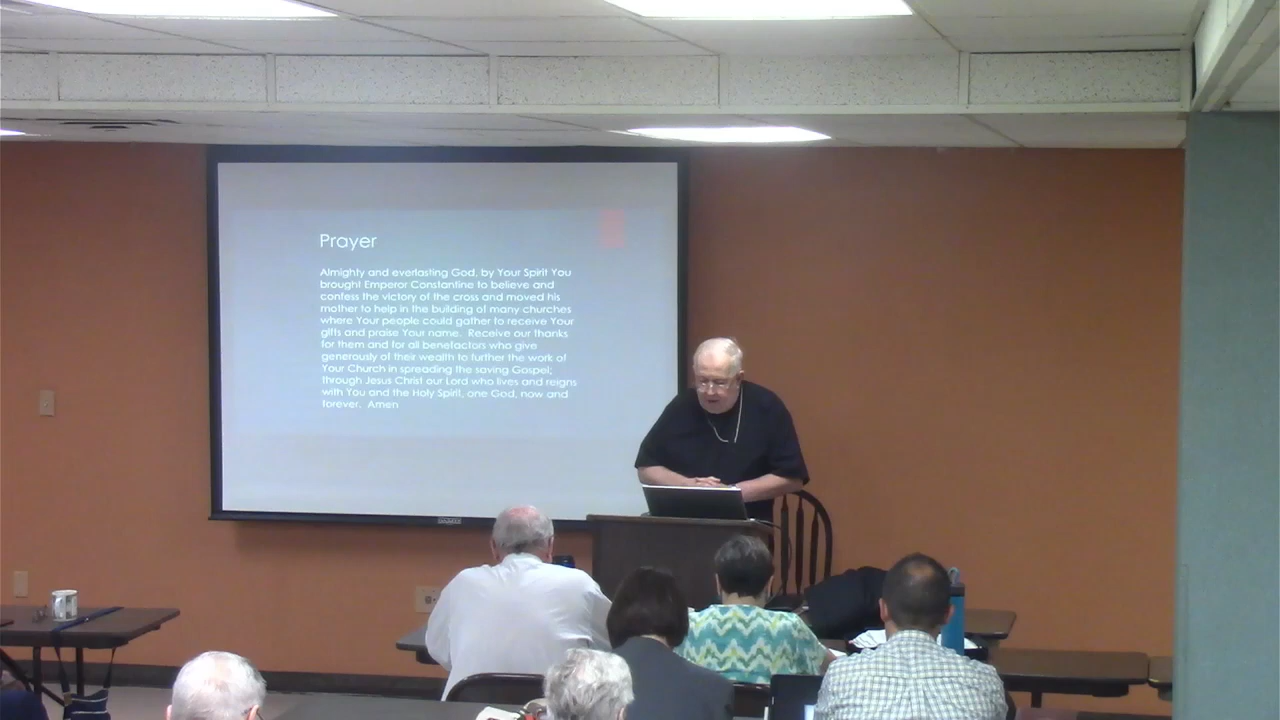 Prayer
Almighty and everlasting God, by Your Spirit You
brought Emperor Constantine to believe and
confess the victory of the cross and moved his
mother to help in the building of many churches
where Your people could gather to receive Your
gifts and praise Your name. Receive our thanks
for them and for all benefactors who give
generously of their wealth to further the work of
Your Church in spreading the saving Gospel;
through Jesus Christ our Lord who lives and reigns
with You and the Holy Spirit, one God, now and
forever. Amen